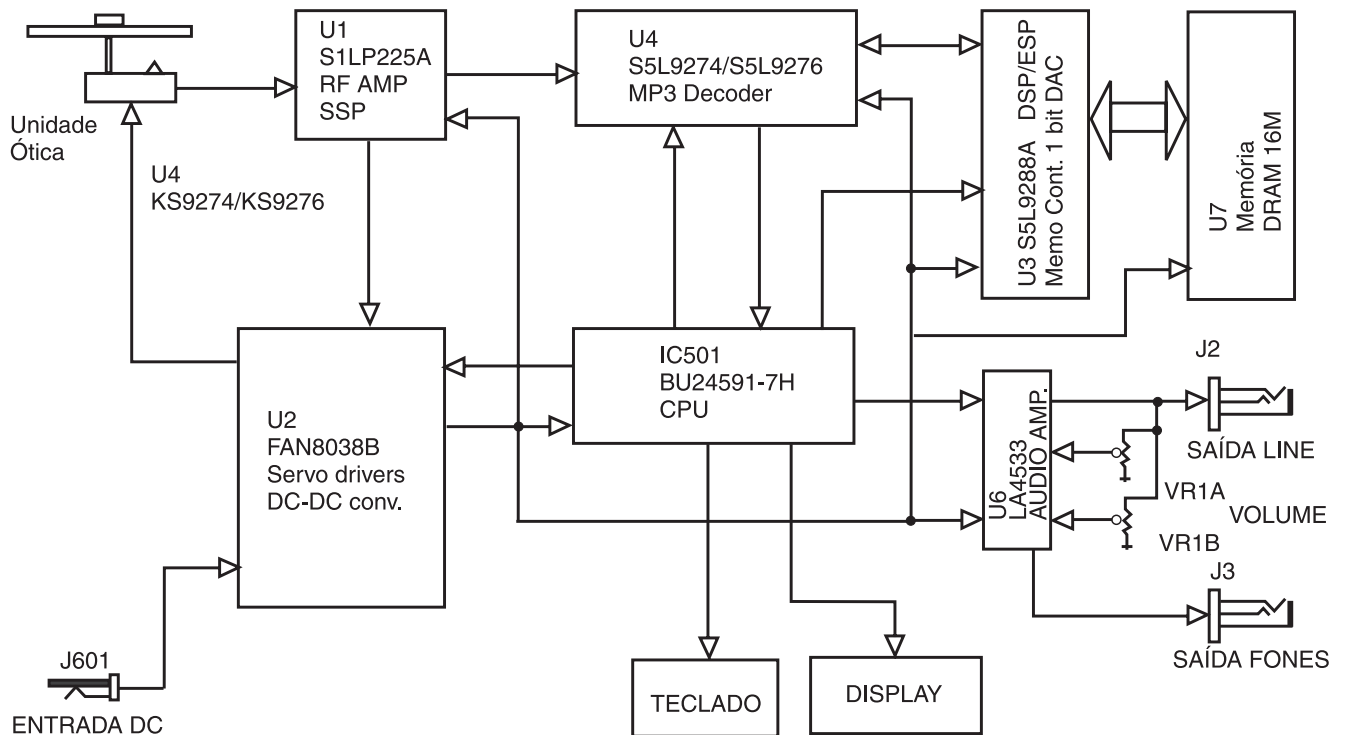 U1
S1LP225A
RF AMP
SSP
U4
S5L9274/S5L9276
MP3 Decoder
U3 S5L9288A DSP/ESP
Memo Cont. 1 bit DAC
U7
Memória
DRAM 16M
Unidade
Ótica
U4
KS9274/KS9276
U2
FAN8038B
Servo drivers
DC-DC conv.
IC501
BU24591-7H
CPU
U6
LA4533
AUDIO AMP.
J2
SAÍDA LINE
VR1A
VOLUME
VR1B
J3
SAÍDA FONES
J601
ENTRADA DC
TECLADO
DISPLAY